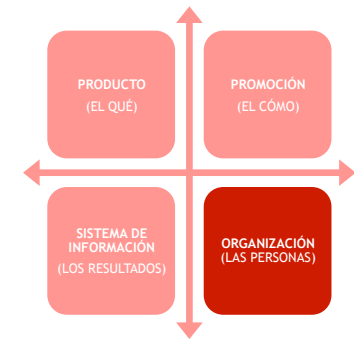 PRODUCTO
(EL QUÉ)
PROMOCIÓN
(EL CÓMO)
SISTEMA DE
INFORMACIÓN
(LOS RESULTADOS)
ORGANIZACIÓN
(LAS PERSONAS)